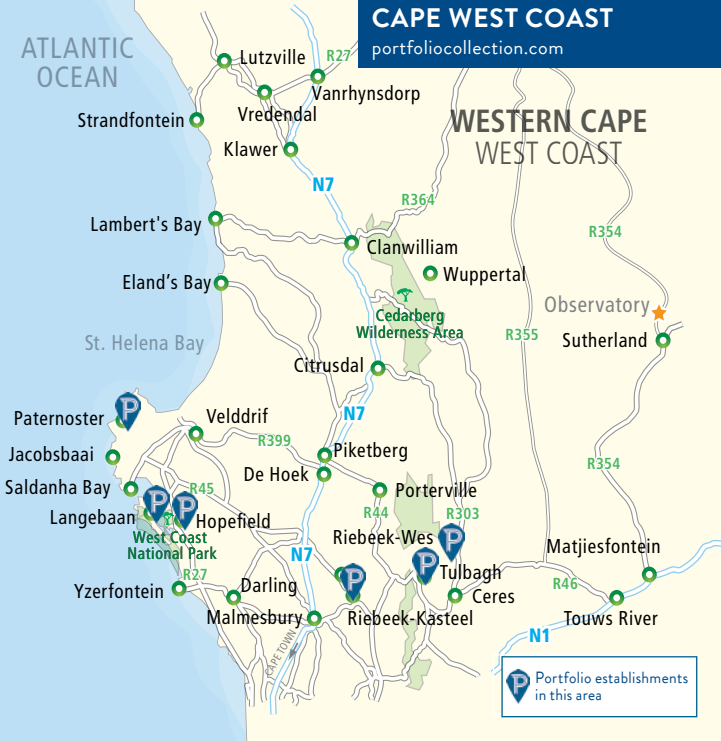 CAPE WEST COAST
portfoliocollection.com
ATLANTIC
OCEAN
Lutzville
R27
Vanrhynsdorp
Vredendal
Strandfontein
Klawer
WESTERN CAPE
WEST COAST
N7
R364
Lambert's Bay
R354
Clanwilliam
Eland's Bay
Wuppertal
Observatory
Cedarberg
Wilderness Area
R355
St. Helena Bay
Sutherland
Citrusdal
N7
Paternoster
Velddrif
R399
Piketberg
Jacobsbaai
De Hoek
R354
Saldanha Bay
R45
Porterville
Langebaan
Hopefield
R44
R303
West Coast
National Park
Riebeek-Wes
N7
Matjiesfontein
R27
Tulbagh
Yzerfontein
Darling
Ceres
R46
Malmesbury
Riebeek-Kasteel
Touws River
N1
CAPE TOWN
P
P
P
P
P
P
P
Portfolio establishments
in this area